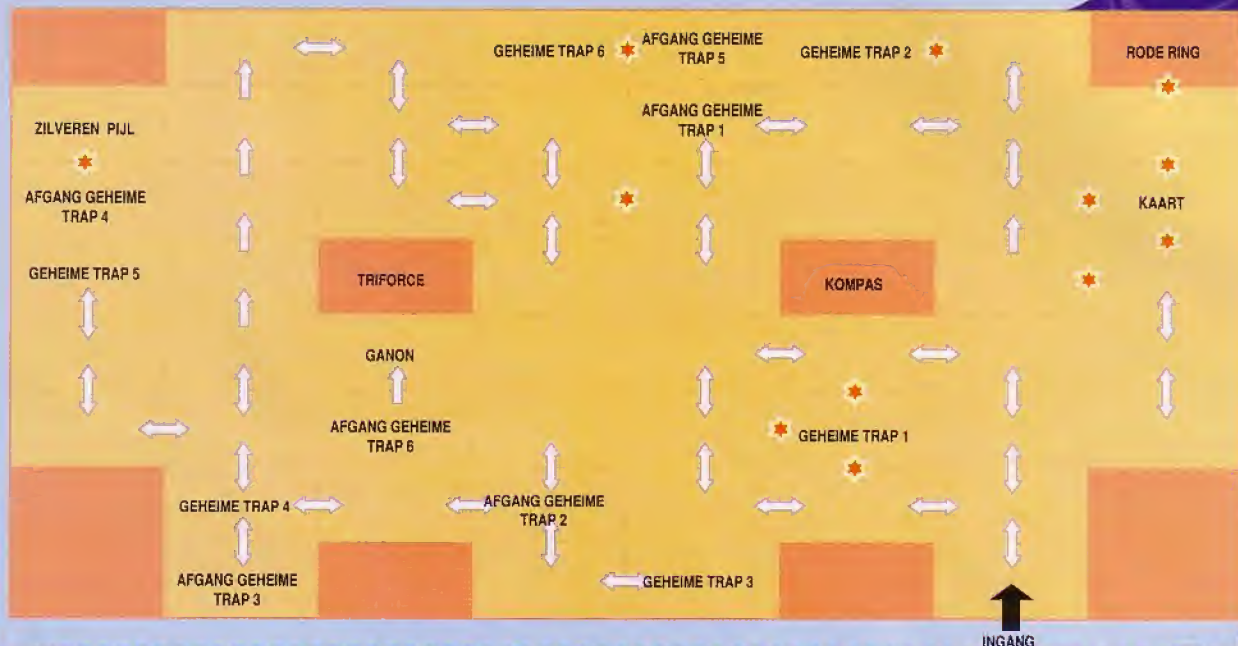 GEHEIME TRAP 6
AFGANG GEHEIME
TRAP 5
GEHEIME TRAP 2
RODE RING
ZILVEREN PIJL
AFGANG GEHEIME
TRAP 1
AFGANG GEHEIME
TRAP 4
KAART
GEHEIME TRAP 5
TRIFORCE
KOMPAS
GANON
AFGANG GEHEIME
TRAP 6
GEHEIME TRAP 1
GEHEIME TRAP 4
AFGANG GEHEIME
TRAP 2
AFGANG GEHEIME
TRAP 3
GEHEIME TRAP 3
INGANG